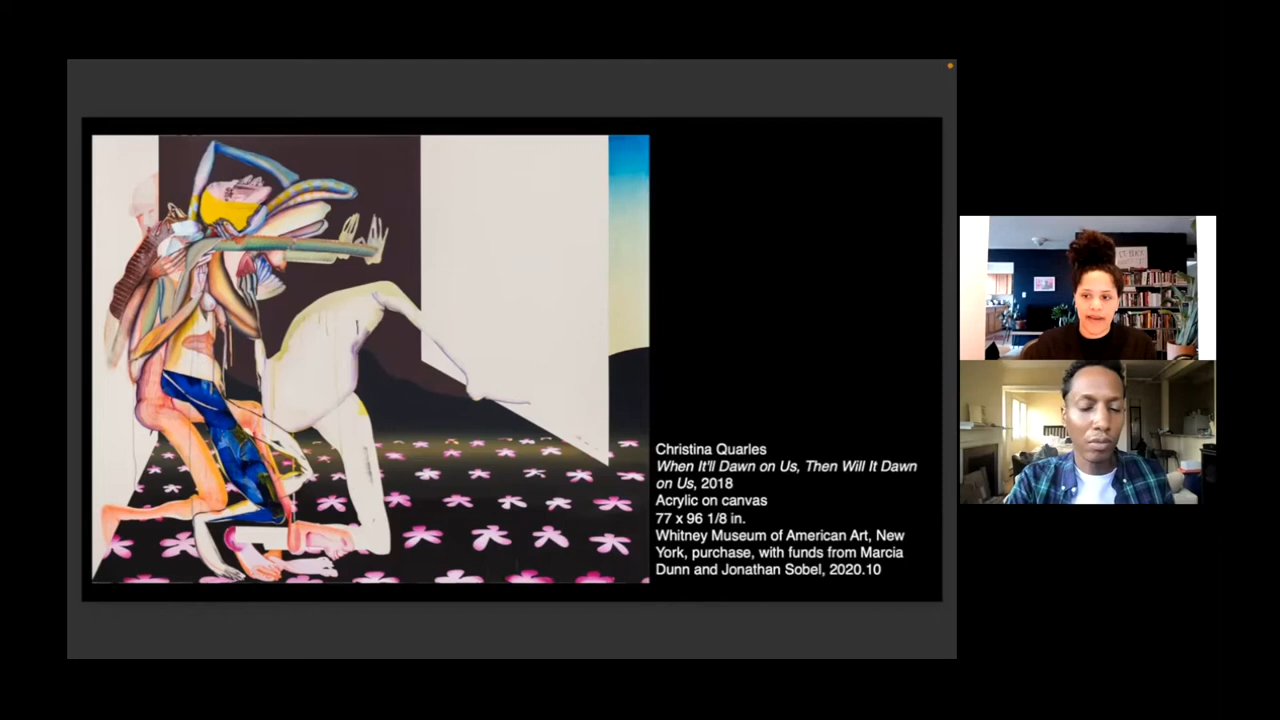 Christina Quarles
When It'll Dawn on Us, Then Will It Dawn
on Us, 2018
Acrylic on canvas
77 x 96 1/8 in.
Whitney Museum of American Art, New
York, purchase, with funds from Marcia
Dunn and Jonathan Sobel, 2020.10